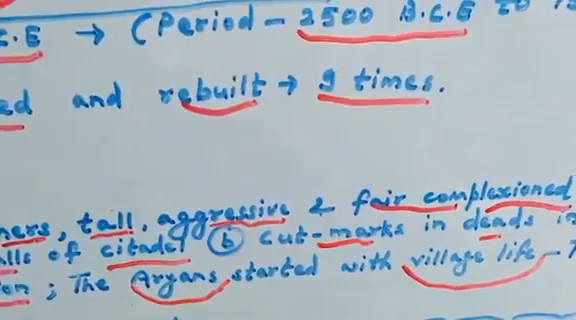 C.E → (Period - 2500 B.C.E to
ed and rebuilt → 9 times.
ners, tall, aggressive & fair complexioned
alls of citadel (b) cut-marks in deads in
on ; The Aryans started with village life -